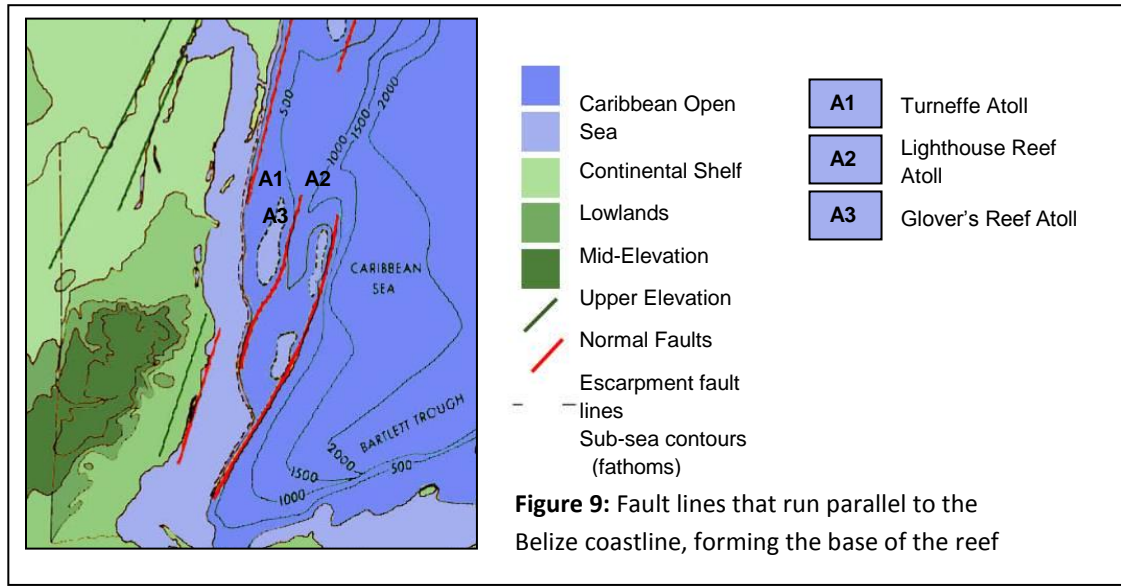 500
1000
1500
2000
A1 A2
A3
CARIBBEAN
SEA
BARTLETT TROUGH
2000
1500
1000
500
Caribbean Open
Sea
Continental Shelf
Lowlands
Mid-Elevation
Upper Elevation
Normal Faults
Escarpment fault
lines
Sub-sea contours
(fathoms)
A1 Turneffe Atoll
A2 Lighthouse Reef
Atoll
A3 Glover's Reef Atoll
Figure 9: Fault lines that run parallel to the
Belize coastline, forming the base of the reef